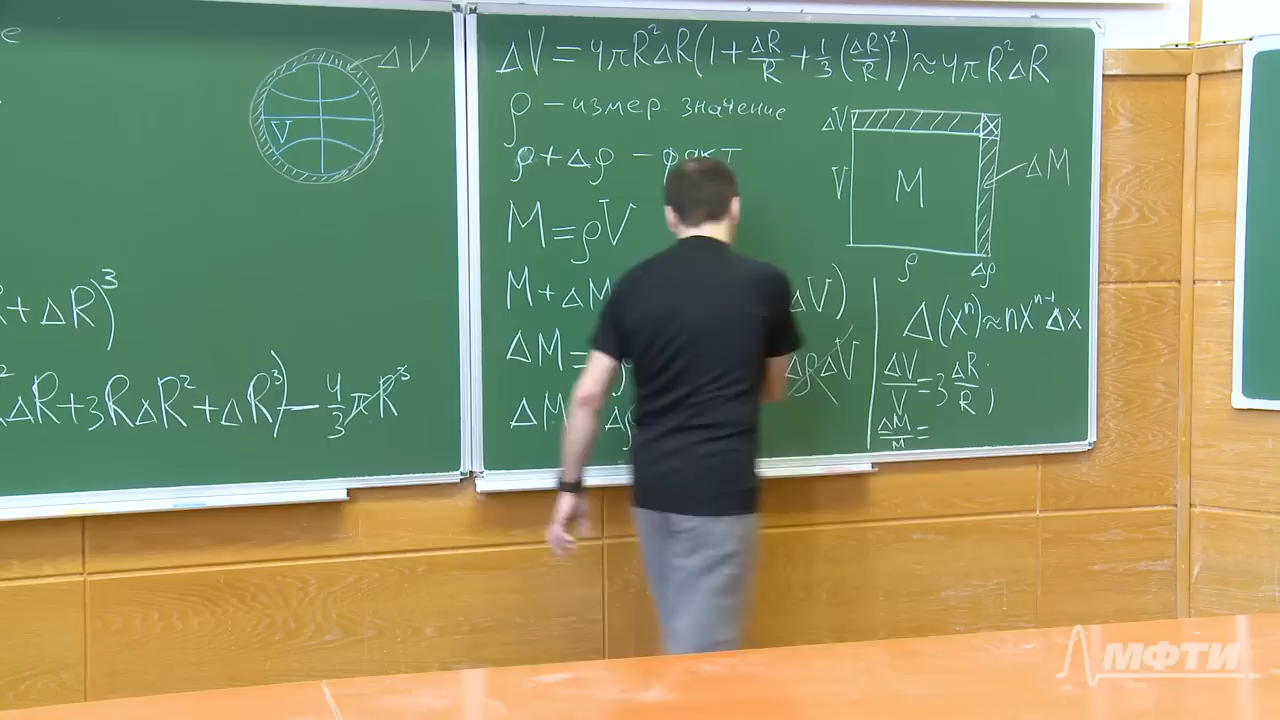 е
ΔV
V
+ ΔR)³
ΔR+3RΔR²+ΔR³)− 4/3 πR³
ΔV = 4πR²ΔR(1+ ΔR/R + 1/3 (ΔR/R)²) ≈ 4πR²ΔR
ρ – измер значение
ρ+Δρ – факт
M=ρV
M+ΔM
ΔV)
ΔM=
ΔρΔV
ΔM
Δρ
ΔV
V
M
ΔM
ρ
Δρ
Δ(xⁿ)≈nxⁿ⁻¹Δx
ΔV/V = 3 ΔR/R ;
ΔM/M =
МФТИ